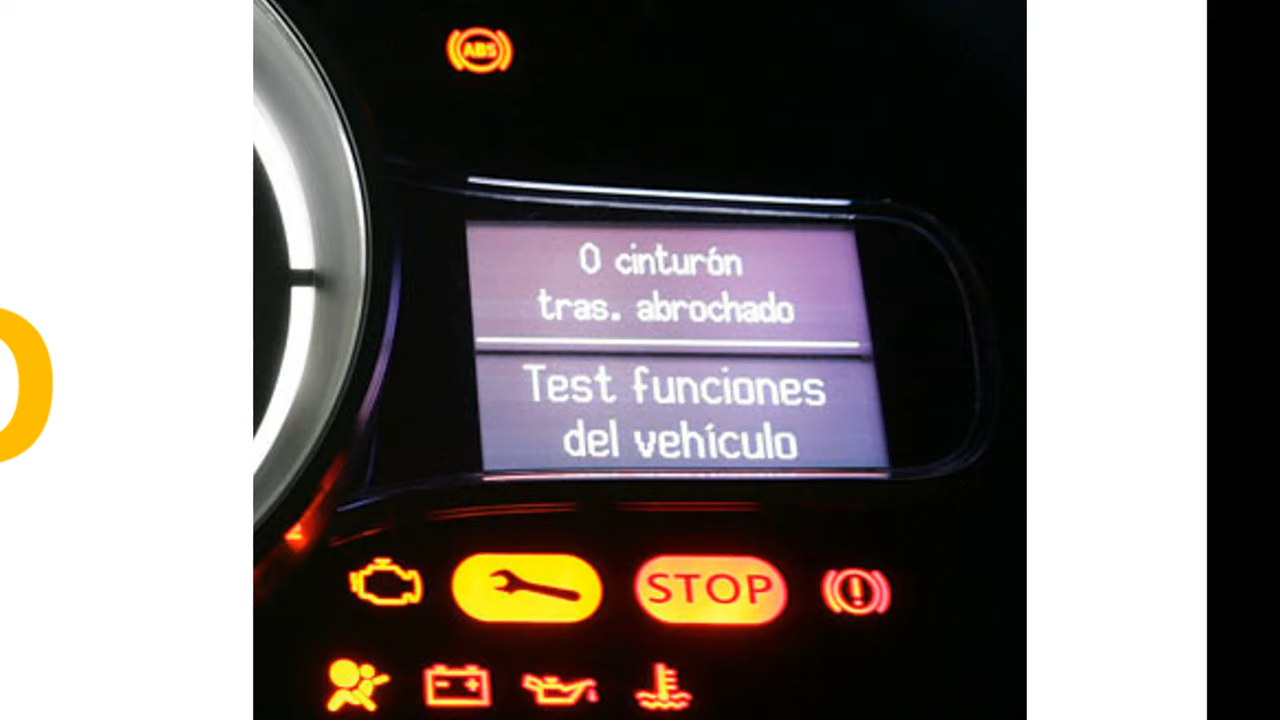 ABS
0 cinturón
tras. abrochado
Test funciones
del vehículo
STOP